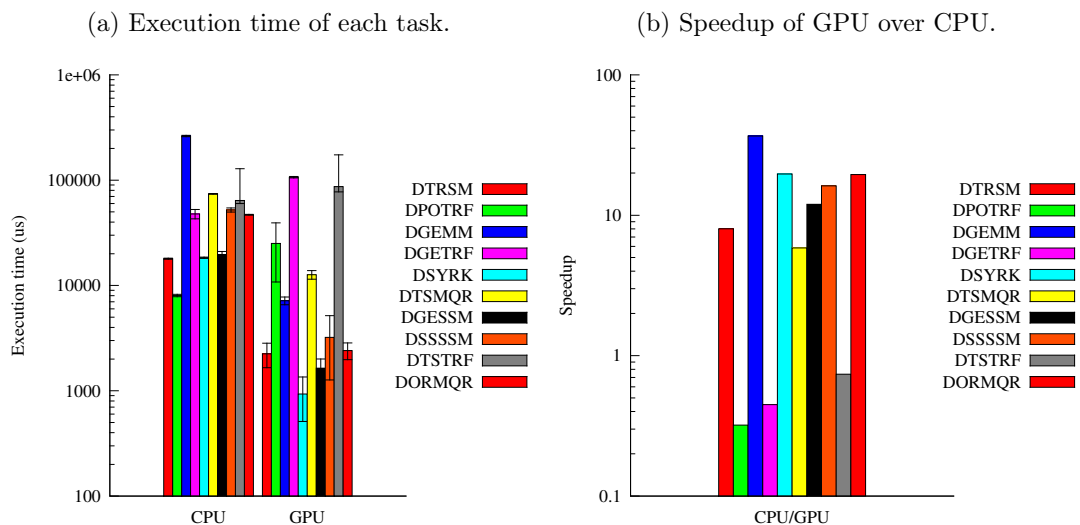 (a) Execution time of each task.
1e+06
100000
10000
1000
100
Execution time (us)
CPU
GPU
DTRSM
DPOTRF
DGEMM
DGETRF
DSYRK
DTSMQR
DGESSM
DSSSSM
DTSTRF
DORMQR
(b) Speedup of GPU over CPU.
100
10
1
0.1
Speedup
CPU/GPU
DTRSM
DPOTRF
DGEMM
DGETRF
DSYRK
DTSMQR
DGESSM
DSSSSM
DTSTRF
DORMQR